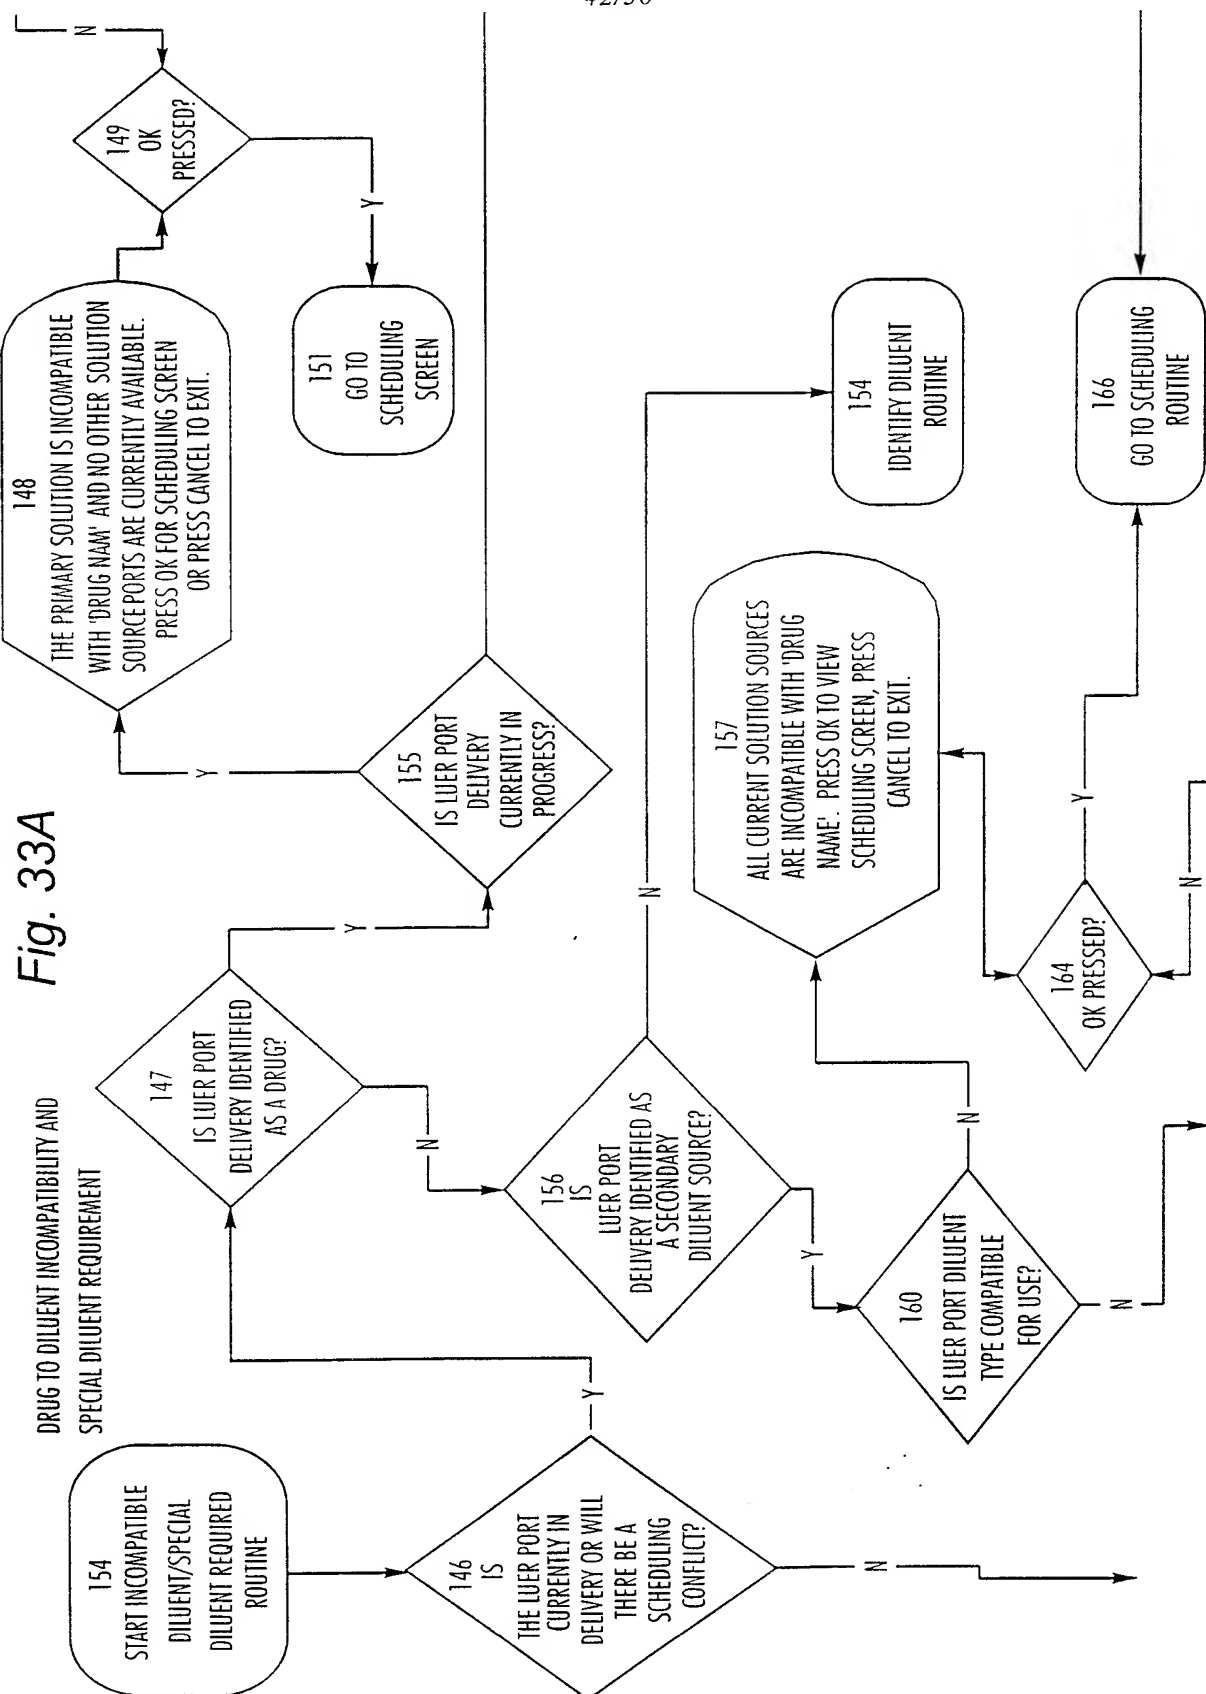 42/50
Fig. 33A
DRUG TO DILUENT INCOMPATIBILITY AND
SPECIAL DILUENT REQUIREMENT
154
START INCOMPATIBLE
DILUENT/SPECIAL
DILUENT REQUIRED
ROUTINE
146
IS
THE LUER PORT
CURRENTLY IN
DELIVERY OR WILL
THERE BE A
SCHEDULING
CONFLICT?
Y
N
147
IS LUER PORT
DELIVERY IDENTIFIED
AS A DRUG?
Y
N
155
IS LUER PORT
DELIVERY
CURRENTLY IN
PROGRESS?
Y
148
THE PRIMARY SOLUTION IS INCOMPATIBLE
WITH 'DRUG NAM' AND NO OTHER SOLUTION
SOURCEPORTS ARE CURRENTLY AVAILABLE.
PRESS OK FOR SCHEDULING SCREEN
OR PRESS CANCEL TO EXIT.
149
OK
PRESSED?
N
Y
151
GO TO
SCHEDULING
SCREEN
156
IS
LUER PORT
DELIVERY IDENTIFIED AS
A SECONDARY
DILUENT SOURCE?
N
Y
154
IDENTIFY DILUENT
ROUTINE
160
IS LUER PORT DILUENT
TYPE COMPATIBLE
FOR USE?
N
N
157
ALL CURRENT SOLUTION SOURCES
ARE INCOMPATIBLE WITH 'DRUG
NAME'. PRESS OK TO VIEW
SCHEDULING SCREEN, PRESS
CANCEL TO EXIT.
164
OK PRESSED?
Y
N
166
GO TO SCHEDULING
ROUTINE